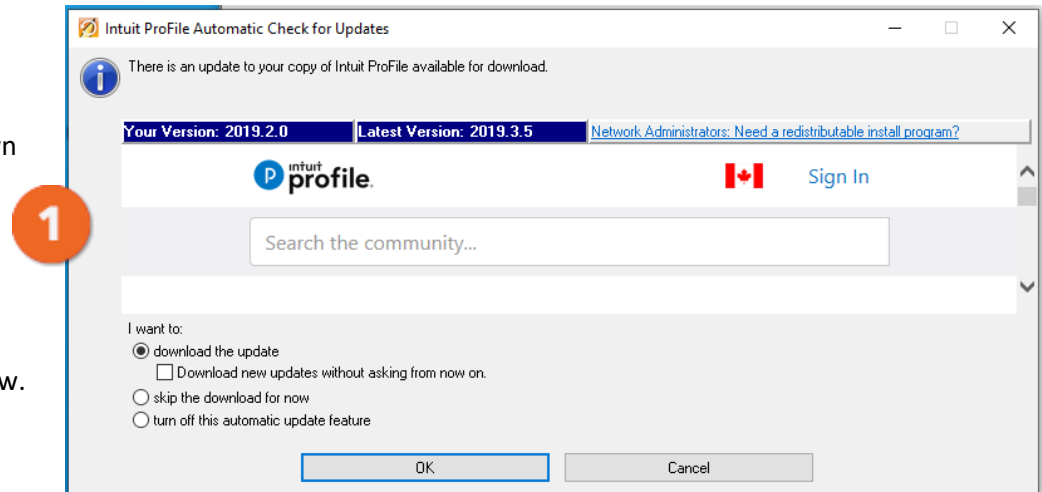 Intuit ProFile Automatic Check for Updates
There is an update to your copy of Intuit ProFile available for download.
Your Version: 2019.2.0 Latest Version: 2019.3.5 Network Administrators: Need a redistributable install program?
rn
P intuit profile. Sign In
1
Search the community...
I want to:
download the update
Download new updates without asking from now on.
w.
skip the download for now
turn off this automatic update feature
OK Cancel